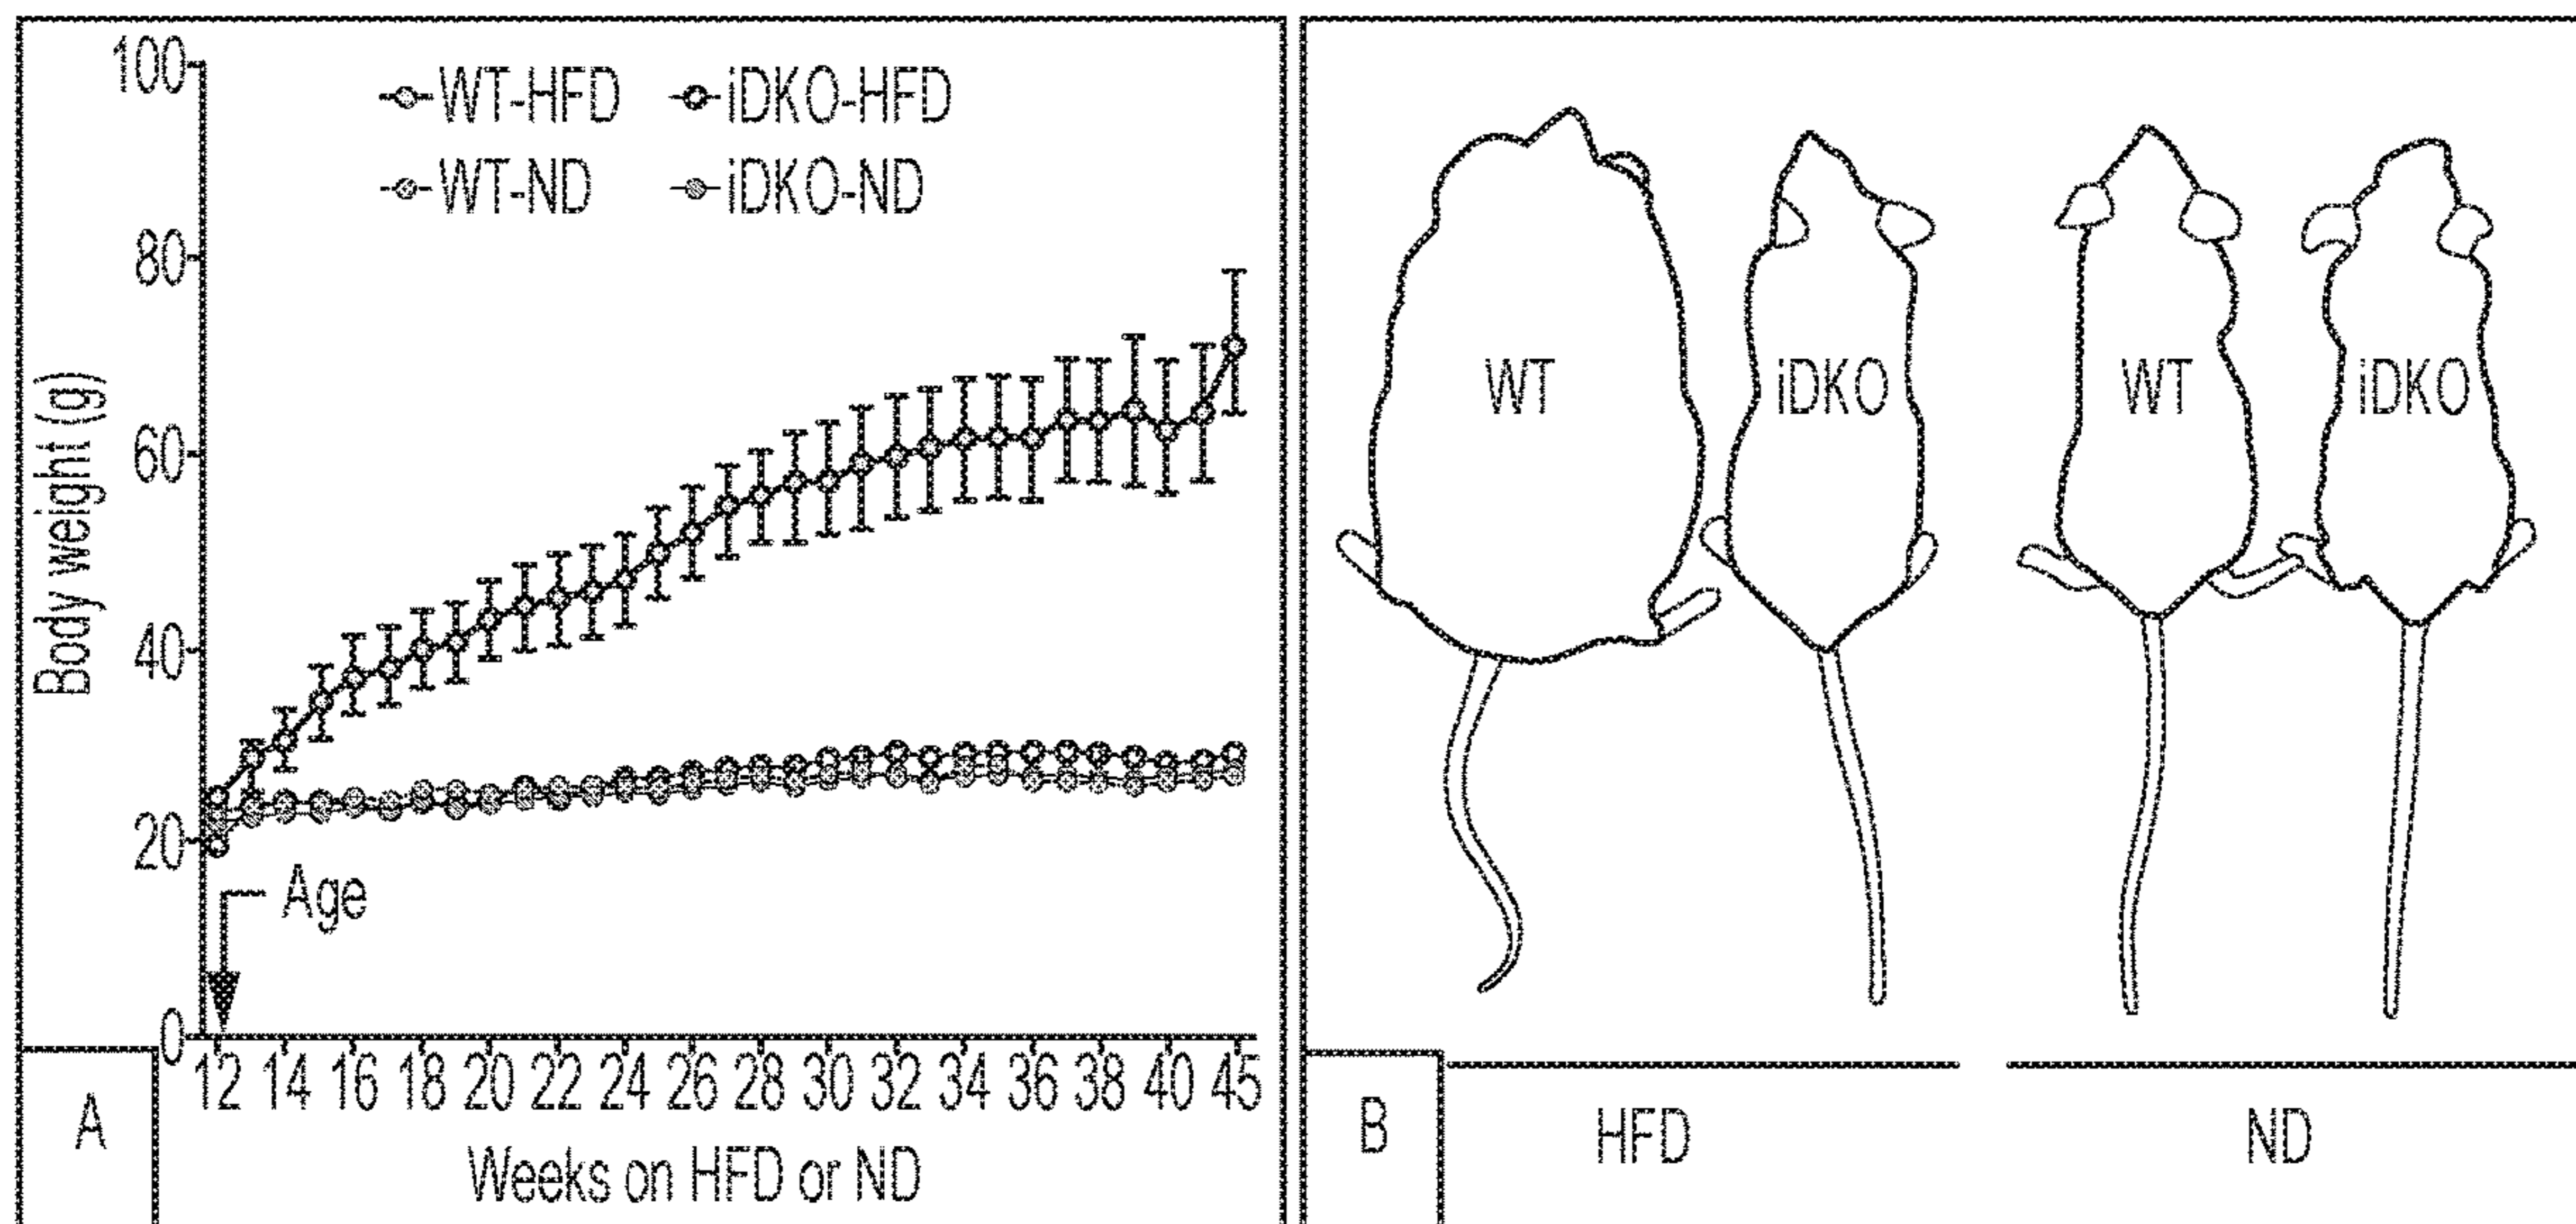 100
80
60
40
20
0
Body weight (g)
WT-HFD iDKO-HFD
WT-ND iDKO-ND
Age
12 14 16 18 20 22 24 26 28 30 32 34 36 38 40 45
Weeks on HFD or ND
A
WT iDKO WT iDKO
B
HFD ND